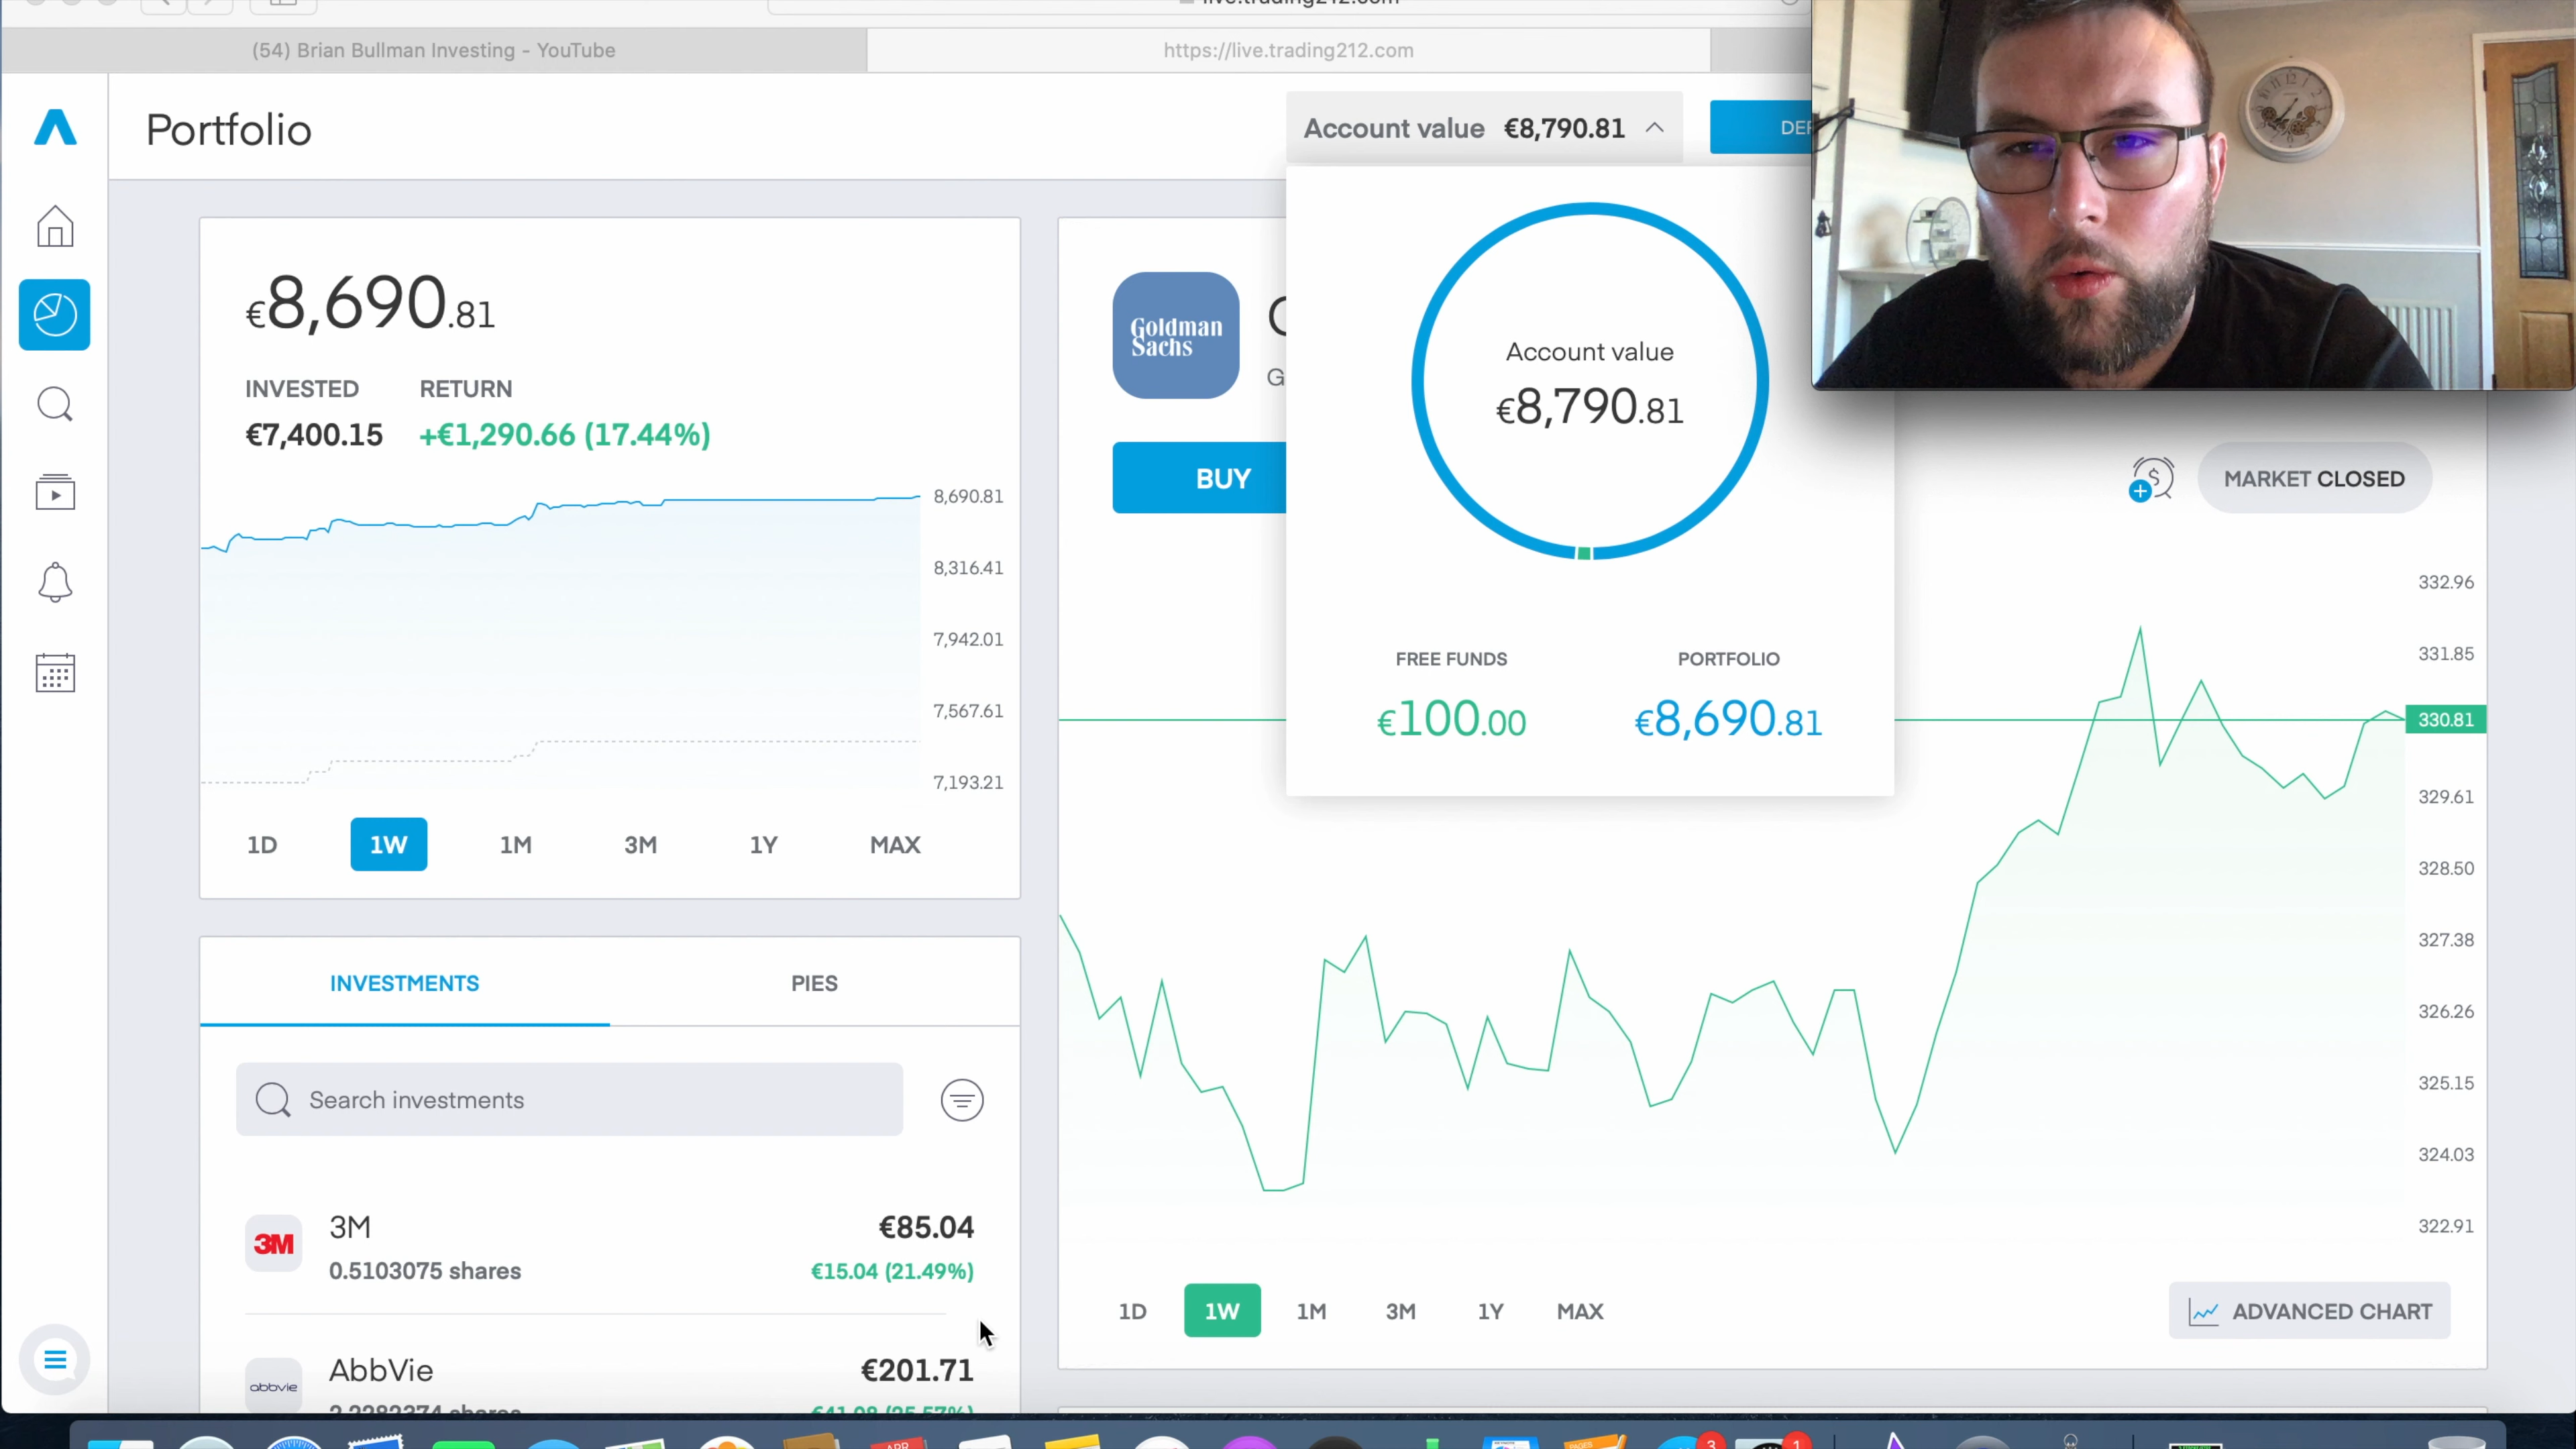 (54) Brian Bullman Investing - YouTube
https://live.trading212.com
Portfolio
Account value €8,790.81
€8,690.81
INVESTED RETURN
€7,400.15 +€1,290.66 (17.44%)
8,690.81
8,316.41
7,942.01
7,567.61
7,193.21
1D 1W 1M 3M 1Y MAX
INVESTMENTS PIES
Search investments
3M
3M €85.04
0.5103075 shares €15.04 (21.49%)
abbvie
AbbVie €201.71
Goldman
Sachs
BUY
Account value
€8,790.81
FREE FUNDS PORTFOLIO
€100.00 €8,690.81
MARKET CLOSED
332.96
331.85
330.81
329.61
328.50
327.38
326.26
325.15
324.03
322.91
1D 1W 1M 3M 1Y MAX
ADVANCED CHART
APR
PAGES
3
1